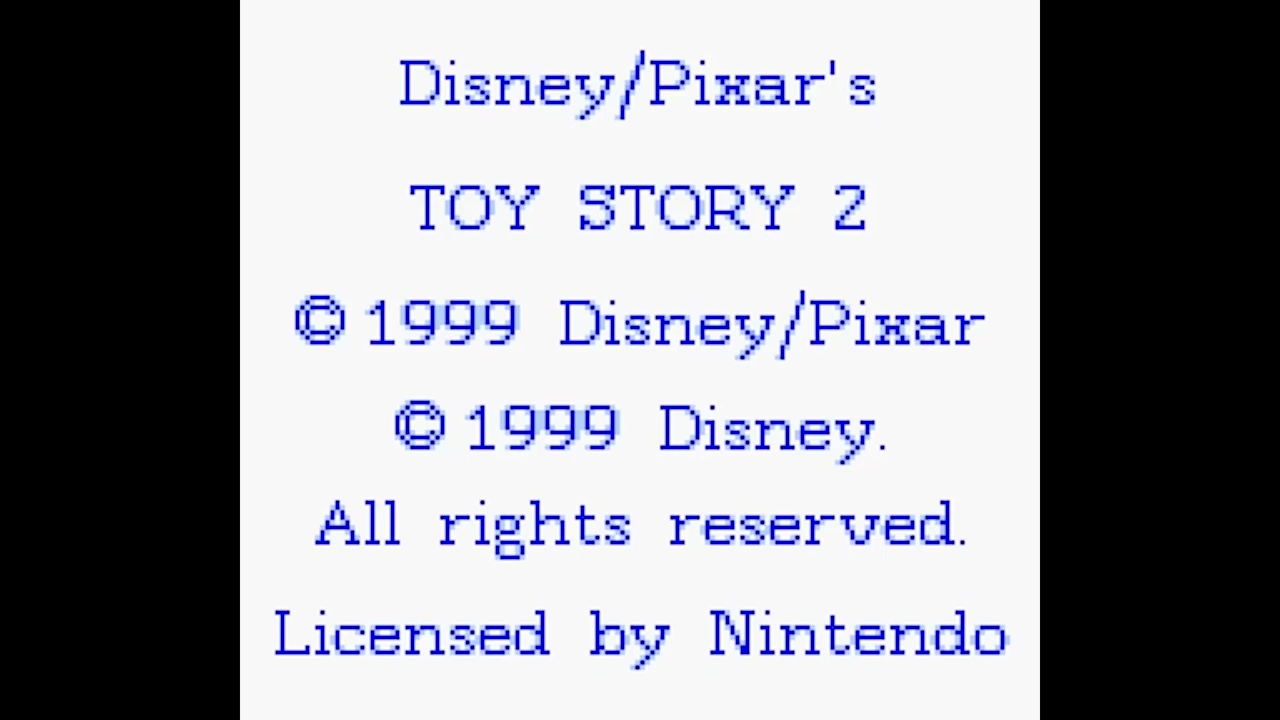 Disney/Pixar's
TOY STORY 2
© 1999 Disney/Pixar
© 1999 Disney.
All rights reserved.
Licensed by Nintendo